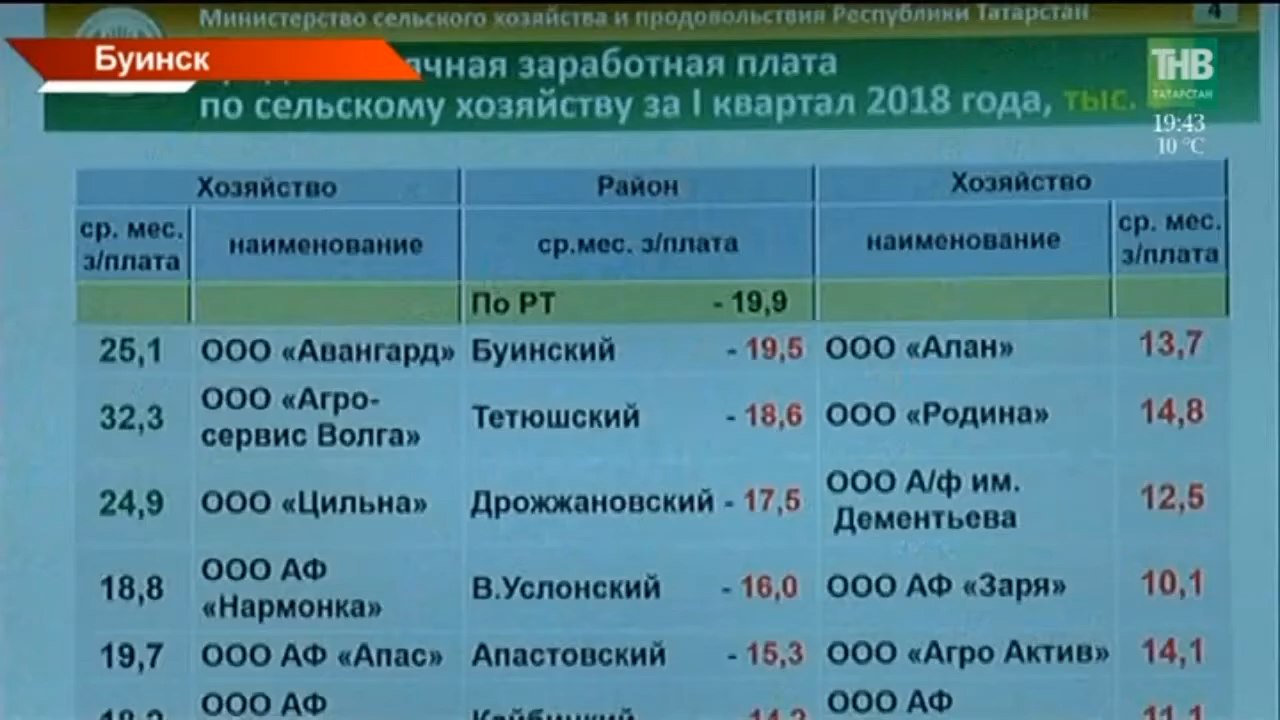 Министерство сельского хозяйства и продовольствия Республики Татарстан
4
Буинск
заработная плата
по сельскому хозяйству за I квартал 2018 года, тыс.
ТНВ
ТАТАРСТАН
19:43
10 °C
Хозяйство Район Хозяйство
ср. мес. з/плата наименование ср.мес. з/плата наименование ср. мес. з/плата
По РТ - 19,9
25,1 ООО «Авангард» Буинский - 19,5 ООО «Алан» 13,7
32,3 ООО «Агро-
сервис Волга» Тетюшский - 18,6 ООО «Родина» 14,8
24,9 ООО «Цильна» Дрожжановский - 17,5 ООО А/ф им.
Дементьева 12,5
18,8 ООО АФ
«Нармонка» В.Услонский - 16,0 ООО АФ «Заря» 10,1
19,7 ООО АФ «Апас» Апастовский - 15,3 ООО «Агро Актив» 14,1
ООО АФ ООО АФ